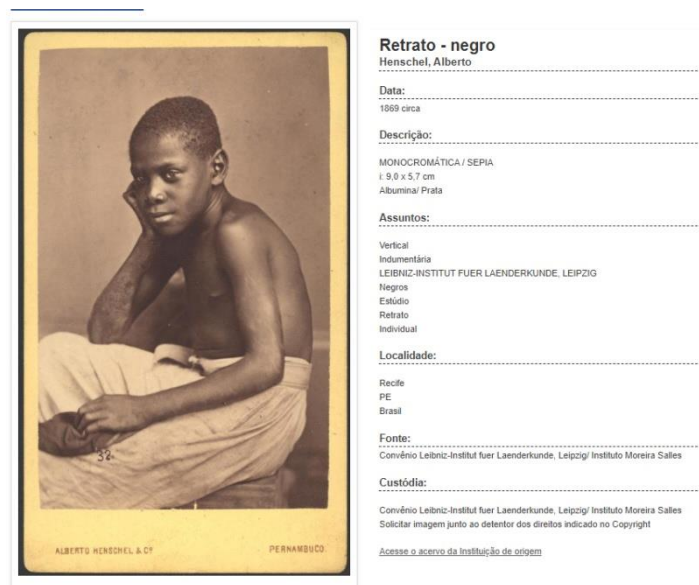 32.
ALBERTO HENSCHEL & Cº
PERNAMBUCO
Retrato - negro
Henschel, Alberto
Data:
1869 circa
Descrição:
MONOCROMÁTICA / SEPIA
i: 9,0 x 5,7 cm
Albumina/ Prata
Assuntos:
Vertical
Indumentária
LEIBNIZ-INSTITUT FUER LAENDERKUNDE, LEIPZIG
Negros
Estúdio
Retrato
Individual
Localidade:
Recife
PE
Brasil
Fonte:
Convênio Leibniz-Institut fuer Laenderkunde, Leipzig/ Instituto Moreira Salles
Custódia:
Convênio Leibniz-Institut fuer Laenderkunde, Leipzig/ Instituto Moreira Salles
Solicitar imagem junto ao detentor dos direitos indicado no Copyright
Acesse o acervo da Instituição de origem